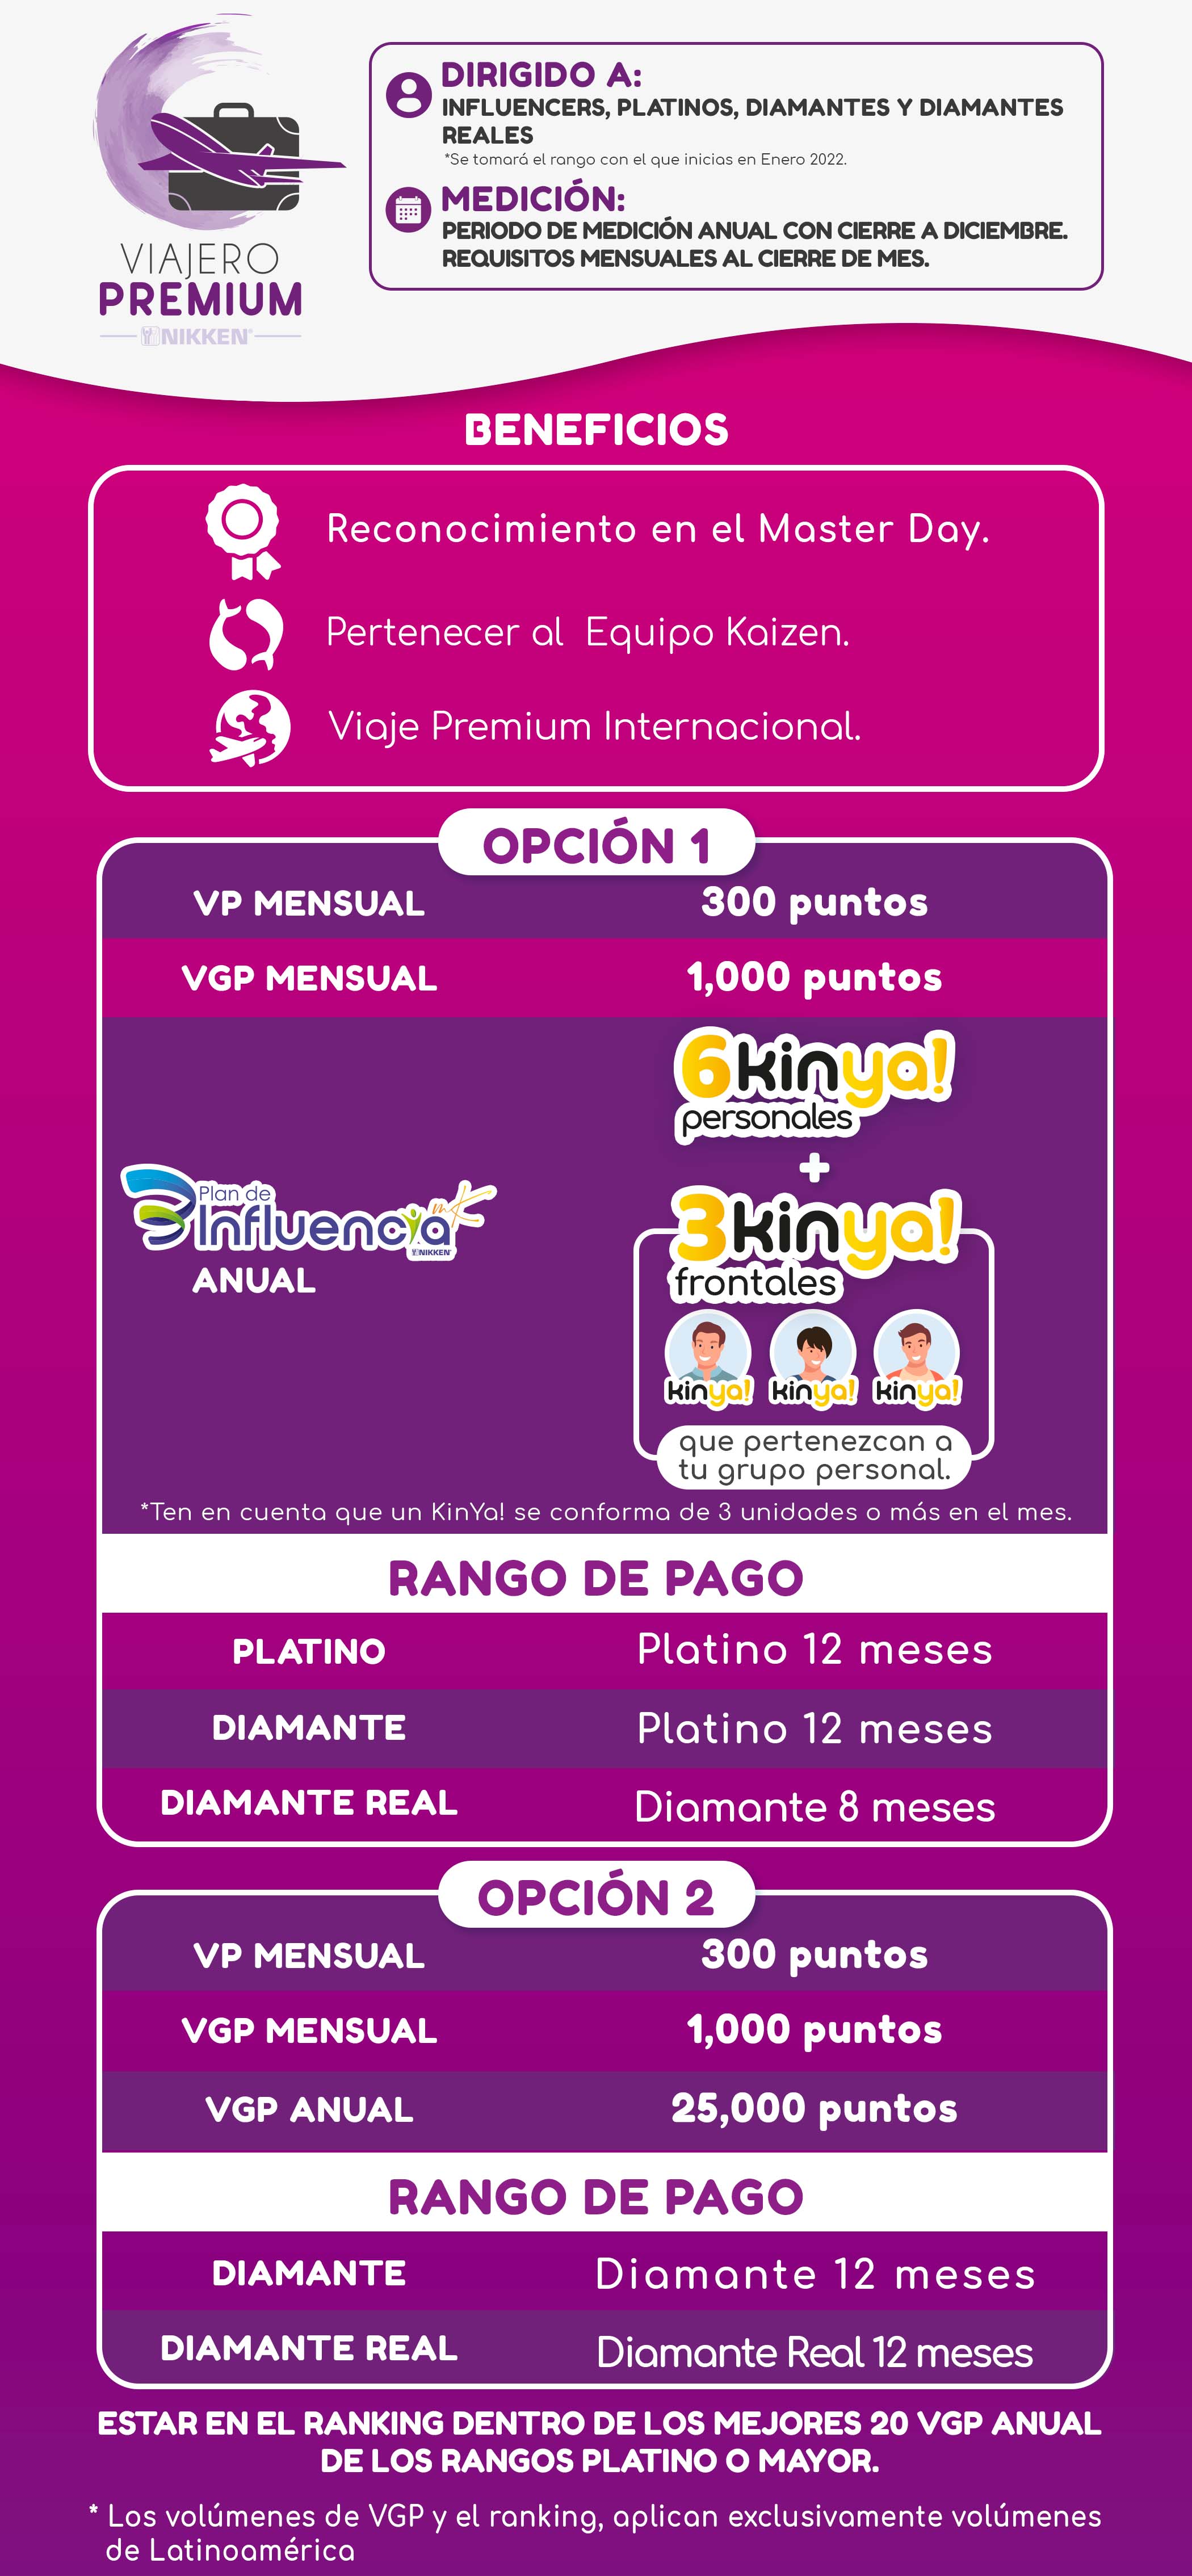 VIAJERO
PREMIUM
NIKKEN®
DIRIGIDO A:
INFLUENCERS, PLATINOS, DIAMANTES Y DIAMANTES
REALES
*Se tomará el rango con el que inicias en Enero 2022.
MEDICIÓN:
PERIODO DE MEDICIÓN ANUAL CON CIERRE A DICIEMBRE.
REQUISITOS MENSUALES AL CIERRE DE MES.
BENEFICIOS
Reconocimiento en el Master Day.
Pertenecer al Equipo Kaizen.
Viaje Premium Internacional.
OPCIÓN 1
VP MENSUAL 300 puntos
VGP MENSUAL 1,000 puntos
Plan de
Influencia mK
NIKKEN
ANUAL
6 kinya!
personales
+
3 kinya!
frontales
kinya! kinya! kinya!
que pertenezcan a
tu grupo personal.
*Ten en cuenta que un KinYa! se conforma de 3 unidades o más en el mes.
RANGO DE PAGO
PLATINO Platino 12 meses
DIAMANTE Platino 12 meses
DIAMANTE REAL Diamante 8 meses
OPCIÓN 2
VP MENSUAL 300 puntos
VGP MENSUAL 1,000 puntos
VGP ANUAL 25,000 puntos
RANGO DE PAGO
DIAMANTE Diamante 12 meses
DIAMANTE REAL Diamante Real 12 meses
ESTAR EN EL RANKING DENTRO DE LOS MEJORES 20 VGP ANUAL
DE LOS RANGOS PLATINO O MAYOR.
* Los volúmenes de VGP y el ranking, aplican exclusivamente volúmenes
de Latinoamérica